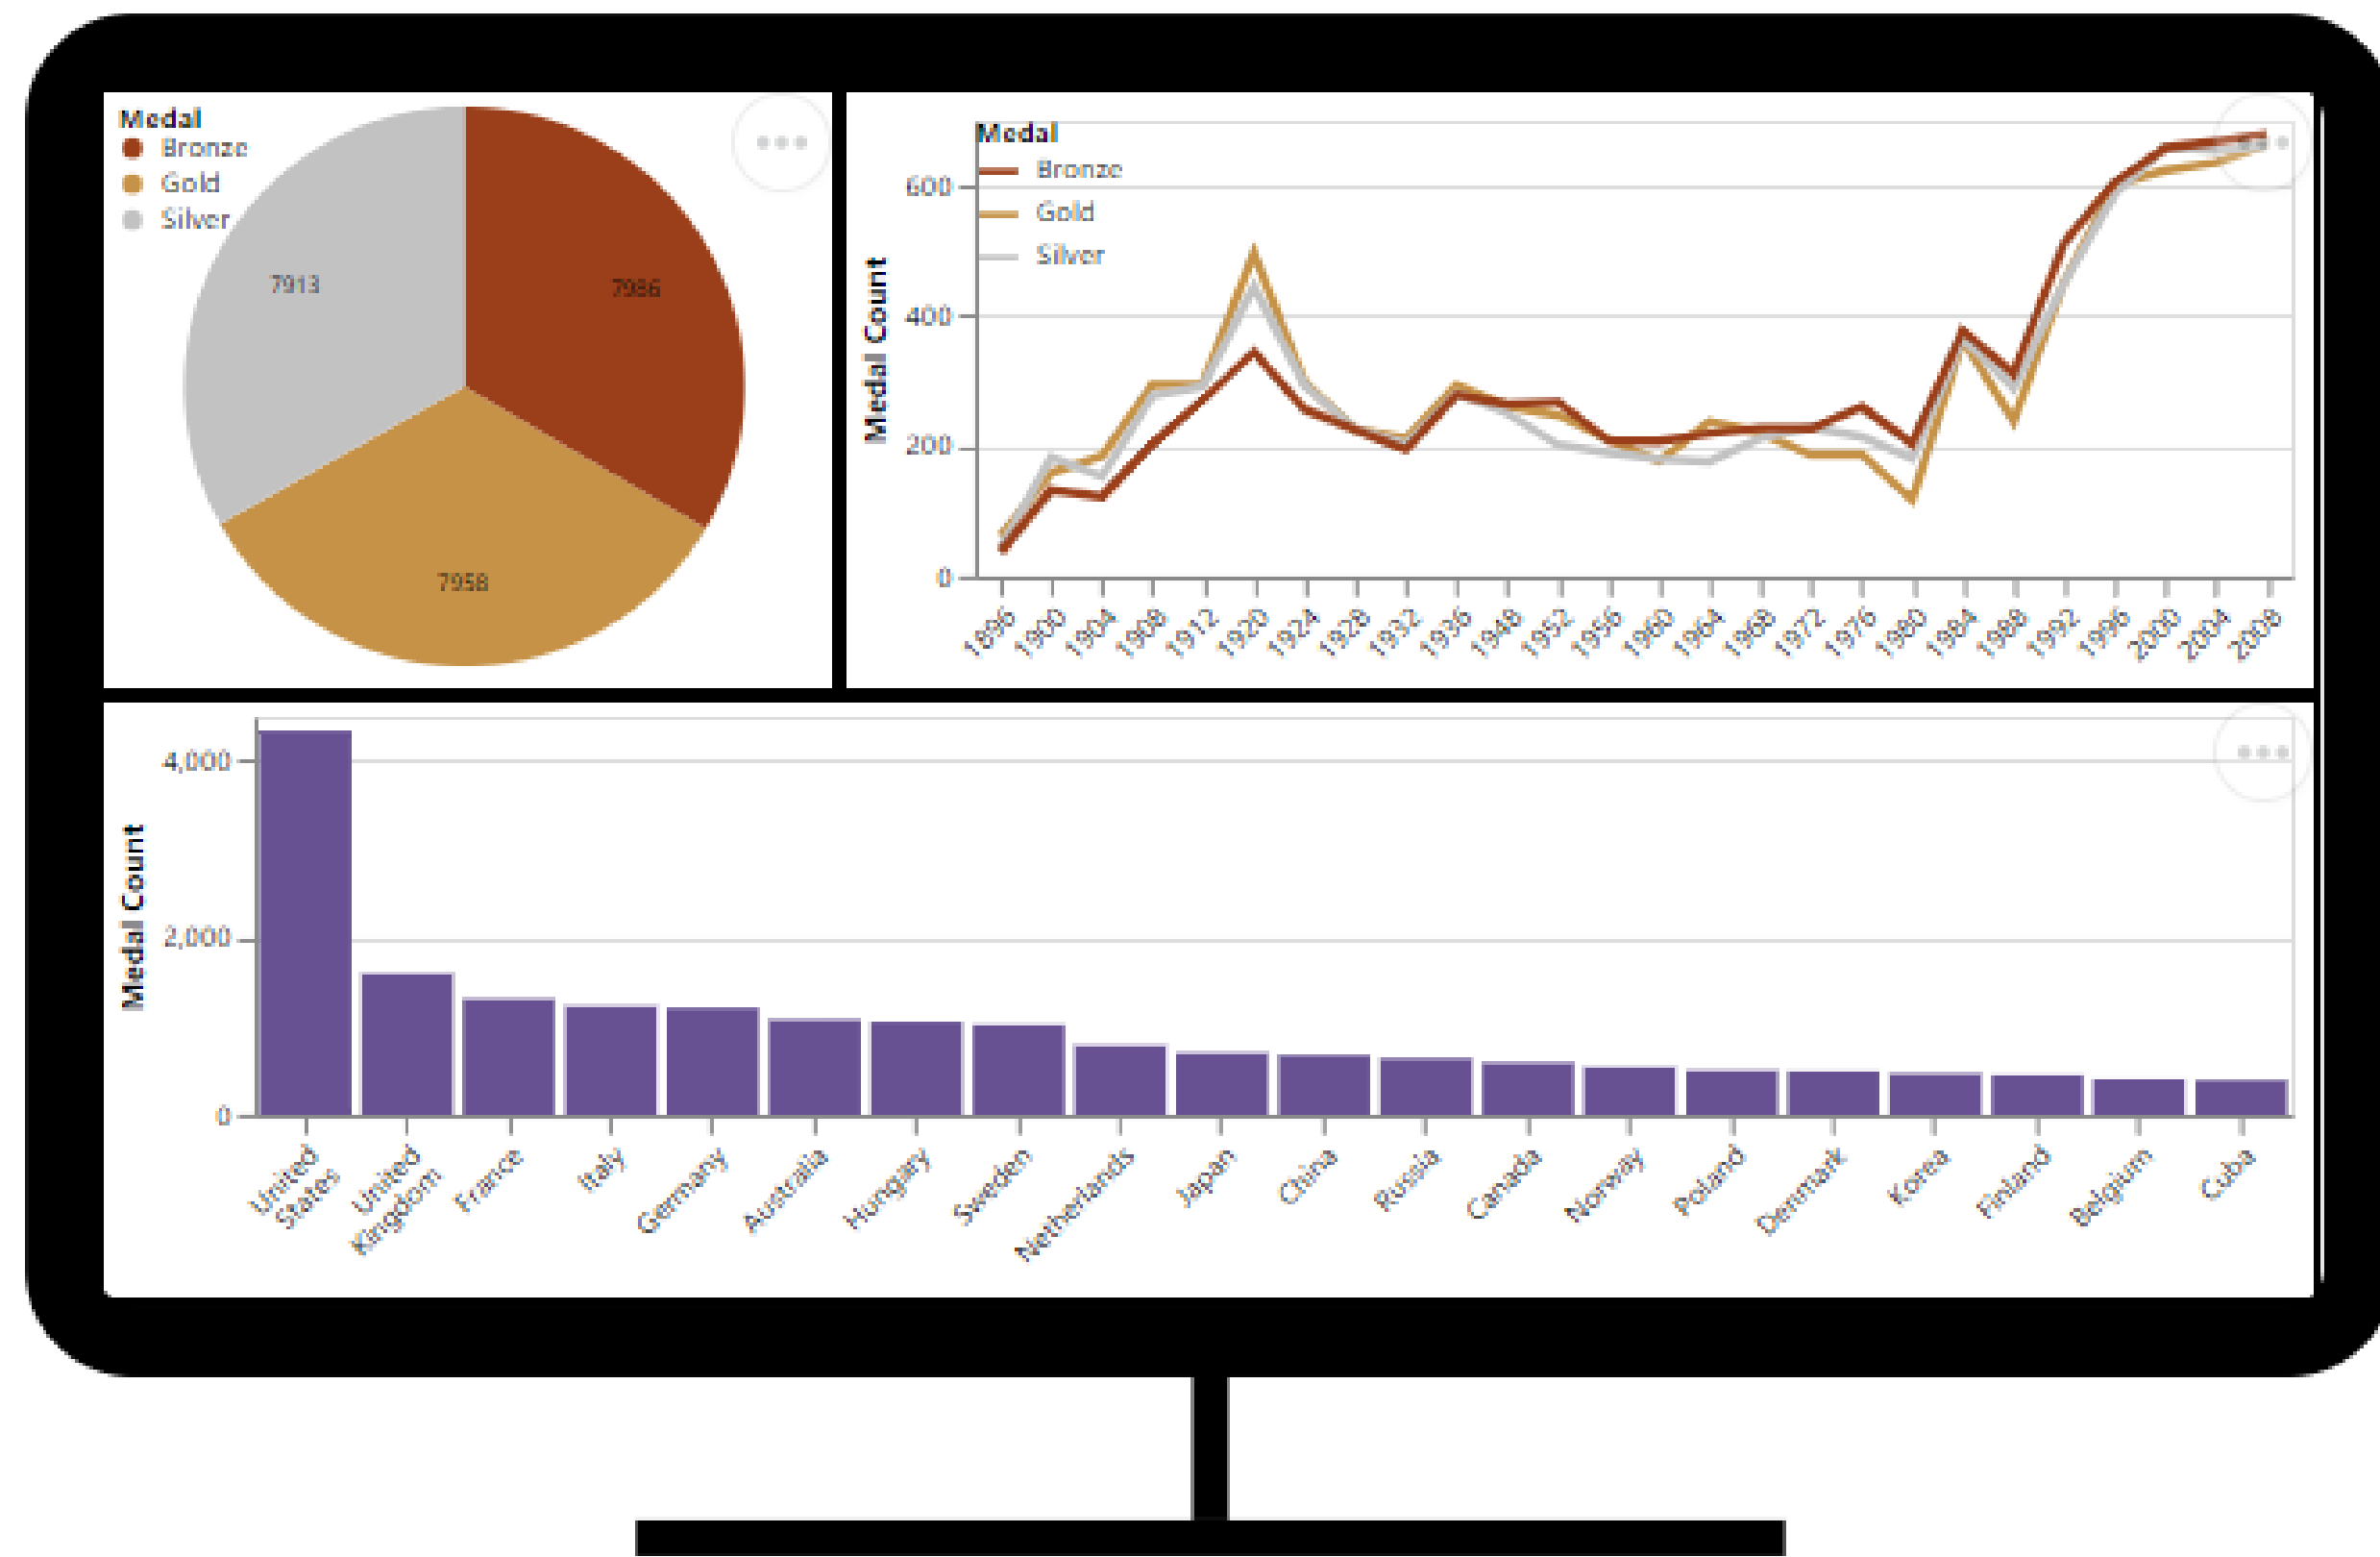 Medal
Bronze
Gold
Silver
7913
7986
7958
Medal
Bronze
Gold
Silver
Medal Count
600
400
200
0
1896 1900 1904 1908 1912 1920 1924 1928 1932 1936 1948 1952 1956 1960 1964 1968 1972 1976 1980 1984 1988 1992 1996 2000 2004 2008
Medal Count
4,000
2,000
0
United States
United Kingdom
France
Italy
Germany
Australia
Hungary
Sweden
Netherlands
Japan
China
Russia
Canada
Norway
Poland
Denmark
Korea
Finland
Belgium
Cuba